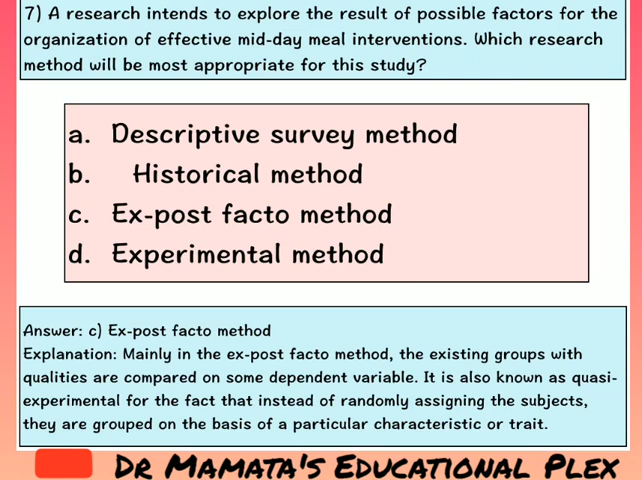 7) A research intends to explore the result of possible factors for the
organization of effective mid-day meal interventions. Which research
method will be most appropriate for this study?
a. Descriptive survey method
b. Historical method
c. Ex-post facto method
d. Experimental method
Answer: c) Ex-post facto method
Explanation: Mainly in the ex-post facto method, the existing groups with
qualities are compared on some dependent variable. It is also known as quasi-
experimental for the fact that instead of randomly assigning the subjects,
they are grouped on the basis of a particular characteristic or trait.
DR MAMATA'S EDUCATIONAL PLEX